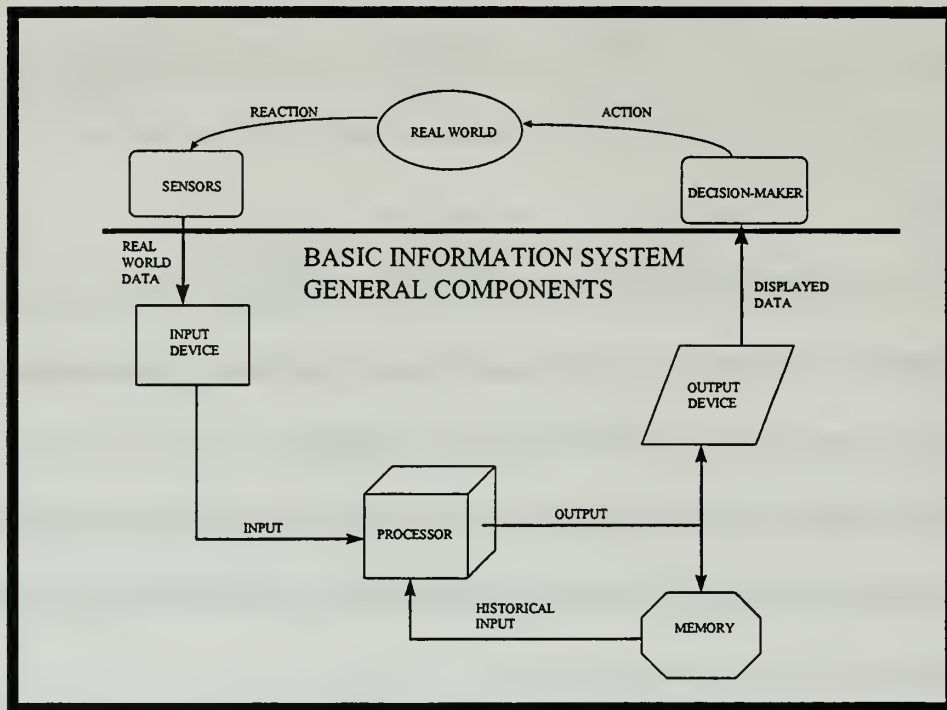 REACTION
ACTION
REAL WORLD
SENSORS
DECISION-MAKER
REAL
WORLD
DATA
BASIC INFORMATION SYSTEM
GENERAL COMPONENTS
DISPLAYED
DATA
INPUT
DEVICE
OUTPUT
DEVICE
INPUT
PROCESSOR
OUTPUT
HISTORICAL
INPUT
MEMORY